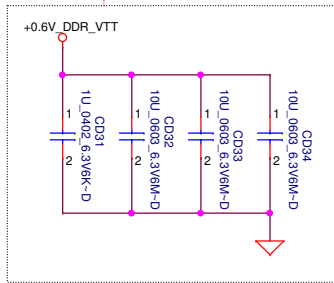 +0.6V_DDR_VTT
1
2
CD31
1U_0402_6.3V6K~D
1
2
CD32
10U_0603_6.3V6M~D
1
2
CD33
10U_0603_6.3V6M~D
1
2
CD34
10U_0603_6.3V6M~D